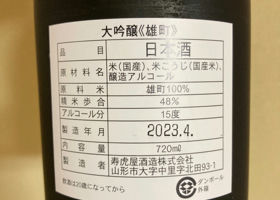 大吟醸《雄町》
品目 日本酒
原材料名 米(国産)、米こうじ(国産米)、
醸造アルコール
原料米 雄町100%
精米歩合 48%
アルコール分 15度
製造年月 2023.4.
内容量 720ml
製造者 寿虎屋酒造株式会社
山形市大字中里字北田93-1
飲酒は20歳になってから
ダンボール
外箱